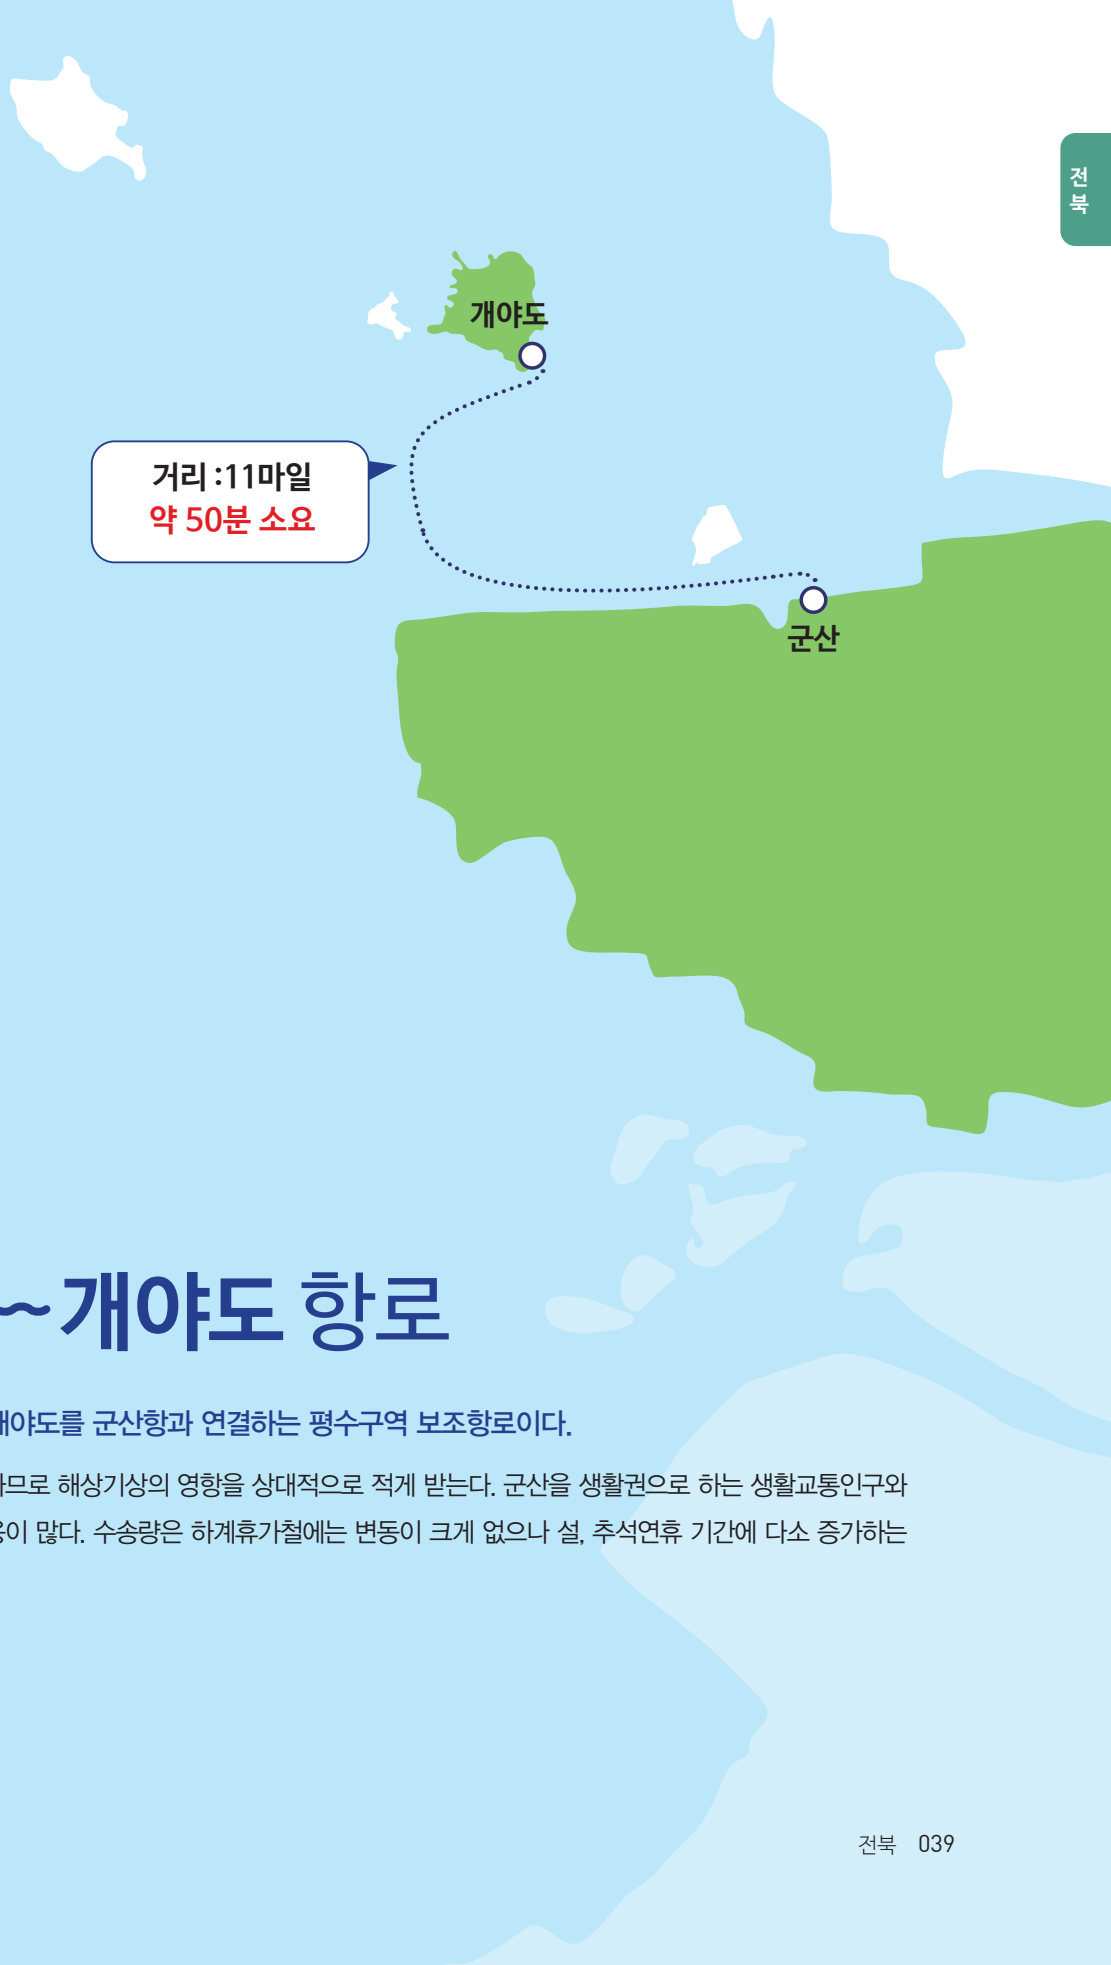 전북
개야도
거리 :11마일
약 50분 소요
군산
~개야도 항로
개야도를 군산항과 연결하는 평수구역 보조항로이다.
하므로 해상기상의 영향을 상대적으로 적게 받는다. 군산을 생활권으로 하는 생활교통인구와
이 많다. 수송량은 하계휴가철에는 변동이 크게 없으나 설, 추석연휴 기간에 다소 증가하는
전북 039